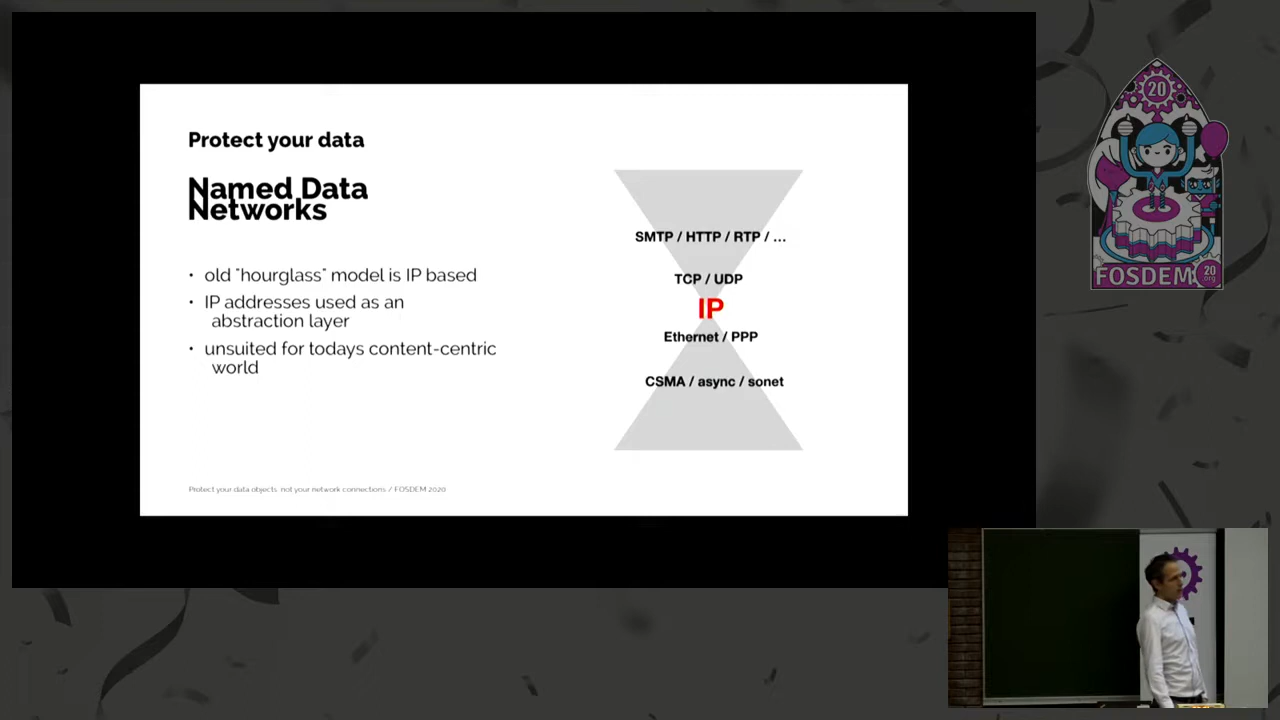 Protect your data
Named Data
Networks
• old "hourglass" model is IP based
• IP addresses used as an
abstraction layer
• unsuited for todays content-centric
world
SMTP / HTTP / RTP / ...
TCP / UDP
IP
Ethernet / PPP
CSMA / async / sonet
Protect your data objects, not your network connections / FOSDEM 2020
20
FOSDEM
20
.org